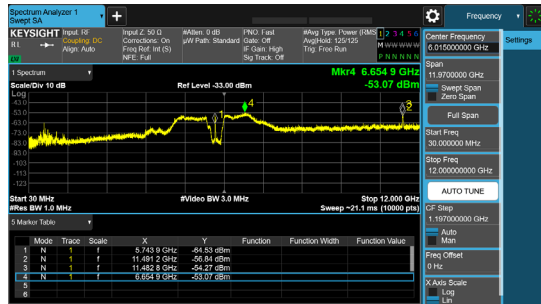 Spectrum Analyzer 1
Swept SA
Frequency
KEYSIGHT Input: RF Input Z: 50 Ω #Atten: 0 dB PNO: Fast #Avg Type: Power (RMS) 1 2 3 4 5 6
R L Coupling: DC Corrections: On µW Path: Standard Gate: Off Avg|Hold: 125/125 M W W W W W
Align: Auto Freq Ref: Int (S) IF Gain: High Trig: Free Run
NFE: Full Sig Track: Off P N N N N N
1 Spectrum
Mkr4 6.654 9 GHz
Scale/Div 10 dB Ref Level -33.00 dBm -53.07 dBm
Log
-43.0
-53.0
-63.0
-73.0
-83.0
-93.0
-103
-113
-123
4
Start 30 MHz #Video BW 3.0 MHz Stop 12.000 GHz
#Res BW 1.0 MHz Sweep ~21.1 ms (10000 pts)
5 Marker Table
Mode Trace Scale X Y Function Function Width Function Value
1 N 1 f 5.743 9 GHz -64.53 dBm
2 N 1 f 11.491 2 GHz -56.84 dBm
3 N 1 f 11.482 8 GHz -54.27 dBm
4 N 1 f 6.654 9 GHz -53.07 dBm
5
6
Center Frequency
6.015000000 GHz
Settings
Span
11.9700000 GHz
Swept Span
Zero Span
Full Span
Start Freq
30.000000 MHz
Stop Freq
12.000000000 GHz
AUTO TUNE
CF Step
1.197000000 GHz
Auto
Man
Freq Offset
0 Hz
X Axis Scale
Log
Lin